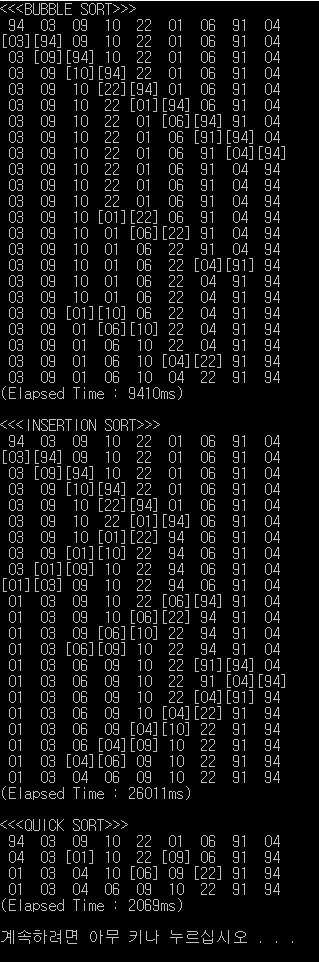 <<<BUBBLE SORT>>>
94 03 09 10 22 01 06 91 04
[03][94] 09 10 22 01 06 91 04
03 [09][94] 10 22 01 06 91 04
03 09 [10][94] 22 01 06 91 04
03 09 10 [22][94] 01 06 91 04
03 09 10 22 [01][94] 06 91 04
03 09 10 22 01 [06][94] 91 04
03 09 10 22 01 06 [91][94] 04
03 09 10 22 01 06 91 [04][94]
03 09 10 22 01 06 91 04 94
03 09 10 22 01 06 91 04 94
03 09 10 22 01 06 91 04 94
03 09 10 [01][22] 06 91 04 94
03 09 10 01 [06][22] 91 04 94
03 09 10 01 06 22 91 04 94
03 09 10 01 06 22 [04][91] 94
03 09 10 01 06 22 04 91 94
03 09 10 01 06 22 04 91 94
03 09 [01][10] 06 22 04 91 94
03 09 01 [06][10] 22 04 91 94
03 09 01 06 10 22 04 91 94
03 09 01 06 10 [04][22] 91 94
03 09 01 06 10 04 22 91 94
(Elapsed Time : 9410ms)
<<<INSERTION SORT>>>
94 03 09 10 22 01 06 91 04
[03][94] 09 10 22 01 06 91 04
03 [09][94] 10 22 01 06 91 04
03 09 [10][94] 22 01 06 91 04
03 09 10 [22][94] 01 06 91 04
03 09 10 22 [01][94] 06 91 04
03 09 10 [01][22] 94 06 91 04
03 09 [01][10] 22 94 06 91 04
03 [01][09] 10 22 94 06 91 04
[01][03] 09 10 22 94 06 91 04
01 03 09 10 22 [06][94] 91 04
01 03 09 10 [06][22] 94 91 04
01 03 09 [06][10] 22 94 91 04
01 03 [06][09] 10 22 94 91 04
01 03 06 09 10 22 [91][94] 04
01 03 06 09 10 22 91 [04][94]
01 03 06 09 10 22 [04][91] 94
01 03 06 09 10 [04][22] 91 94
01 03 06 09 [04][10] 22 91 94
01 03 06 [04][09] 10 22 91 94
01 03 [04][06] 09 10 22 91 94
01 03 04 06 09 10 22 91 94
(Elapsed Time : 26011ms)
<<<QUICK SORT>>>
94 03 09 10 22 01 06 91 04
04 03 [01] 10 22 [09] 06 91 94
01 03 04 10 [06] 09 [22] 91 94
01 03 04 06 09 10 22 91 94
(Elapsed Time : 2069ms)
계속하려면 아무 키나 누르십시오 . . .